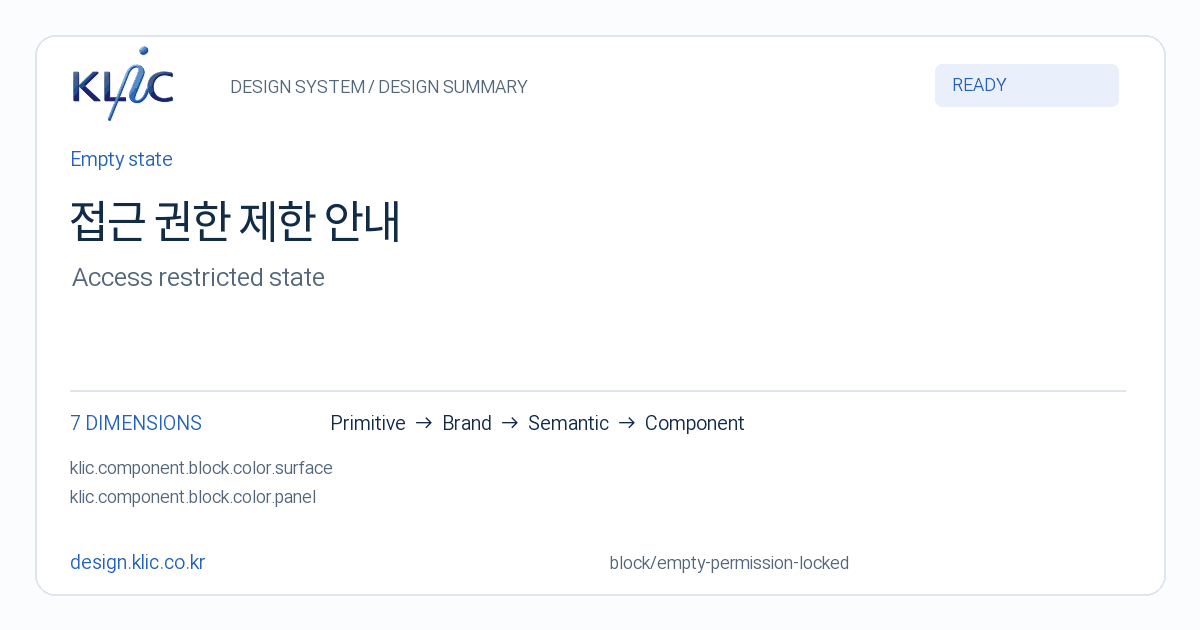 KLIC
DESIGN SYSTEM / DESIGN SUMMARY
READY
Empty state
접근 권한 제한 안내
Access restricted state
7 DIMENSIONS
Primitive → Brand → Semantic → Component
klic.component.block.color.surface
klic.component.block.color.panel
design.klic.co.kr
block/empty-permission-locked